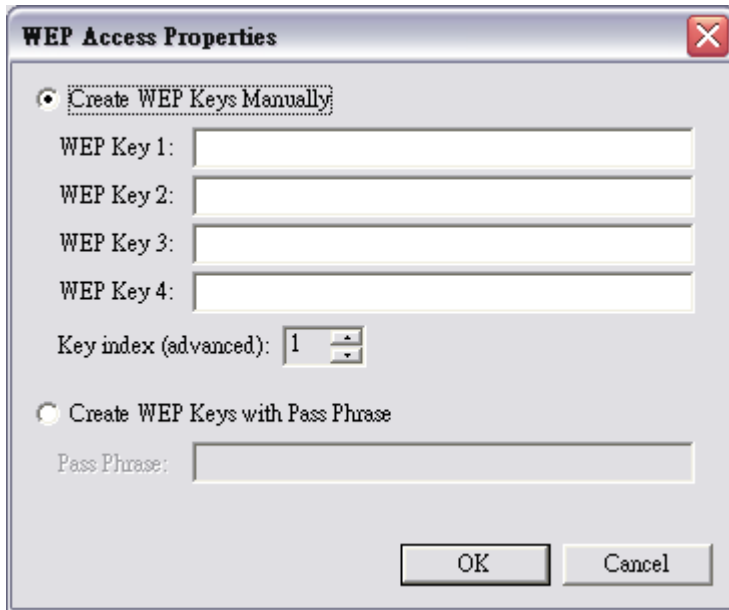 WEP Access Properties
Create WEP Keys Manually
WEP Key 1:
WEP Key 2:
WEP Key 3:
WEP Key 4:
Key index (advanced): 1
Create WEP Keys with Pass Phrase
Pass Phrase:
OK Cancel